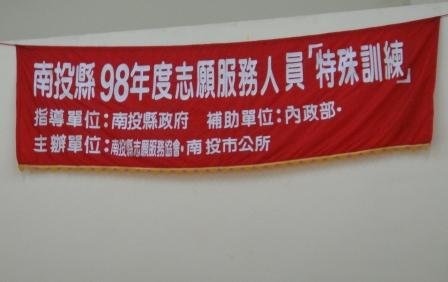 南投縣98年度志願服務人員「特殊訓練」
指導單位：南投縣政府　補助單位：內政部．
主辦單位：南投縣志願服務協會．南投市公所